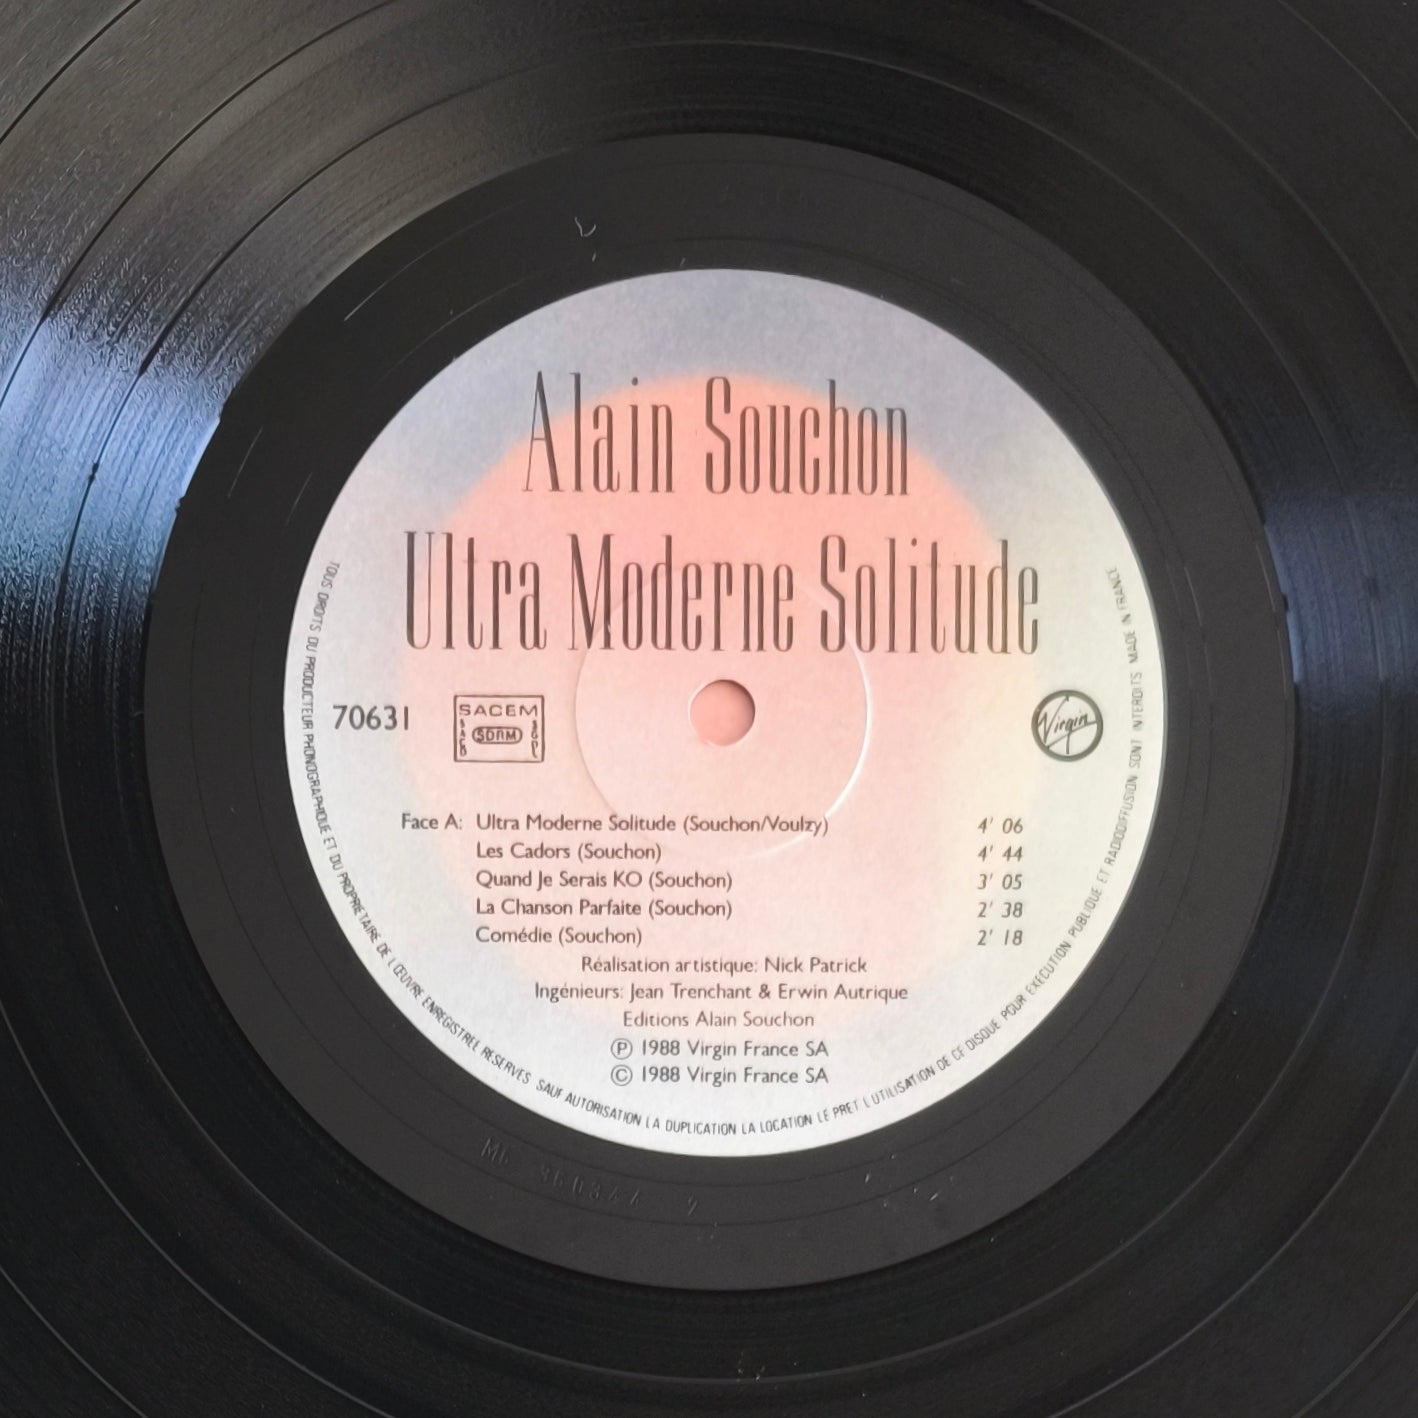 Alain Souchon
Ultra Moderne Solitude
70631
SACEM
SACD
SDRM
SGDL
Virgin
Face A: Ultra Moderne Solitude (Souchon/Voulzy) 4' 06
Les Cadors (Souchon) 4' 44
Quand Je Serais KO (Souchon) 3' 05
La Chanson Parfaite (Souchon) 2' 38
Comédie (Souchon) 2' 18
Réalisation artistique: Nick Patrick
Ingénieurs: Jean Trenchant & Erwin Autrique
Editions Alain Souchon
Ⓟ 1988 Virgin France SA
© 1988 Virgin France SA
TOUS DROITS DU PRODUCTEUR PHONOGRAPHIQUE ET DU PROPRIETAIRE DE L'ŒUVRE ENREGISTREE RESERVES SAUF AUTORISATION LA DUPLICATION LA LOCATION LE PRET L'UTILISATION DE CE DISQUE POUR EXECUTION PUBLIQUE ET RADIODIFFUSION SONT INTERDITS MADE IN FRANCE